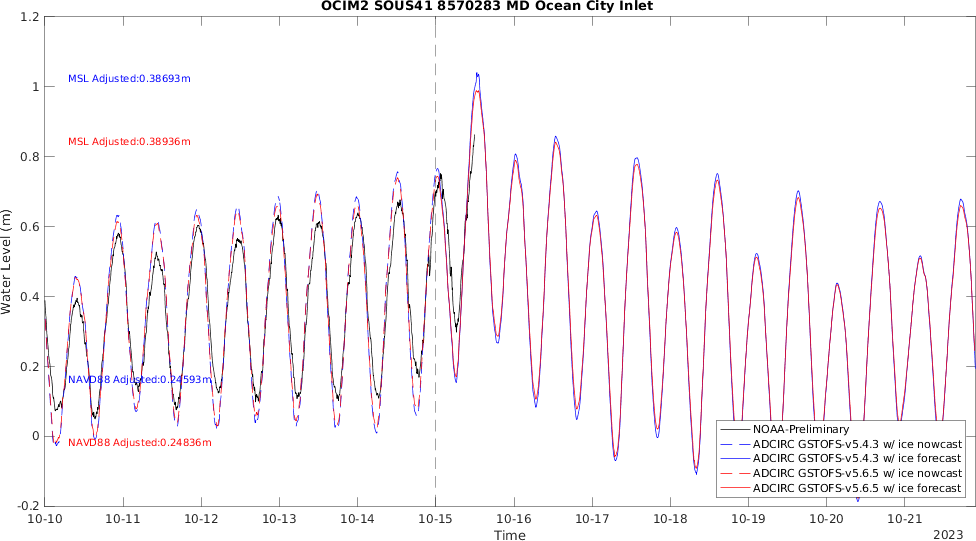 OCIM2 SOUS41 8570283 MD Ocean City Inlet
1.2
1
0.8
0.6
0.4
0.2
0
-0.2
Water Level (m)
MSL Adjusted:0.38693m
MSL Adjusted:0.38936m
NAVD88 Adjusted:0.24593m
NAVD88 Adjusted:0.24836m
NOAA-Preliminary
ADCIRC GSTOFS-v5.4.3 w/ ice nowcast
ADCIRC GSTOFS-v5.4.3 w/ ice forecast
ADCIRC GSTOFS-v5.6.5 w/ ice nowcast
ADCIRC GSTOFS-v5.6.5 w/ ice forecast
10-10 10-11 10-12 10-13 10-14 10-15 10-16 10-17 10-18 10-19 10-20 10-21
Time
2023